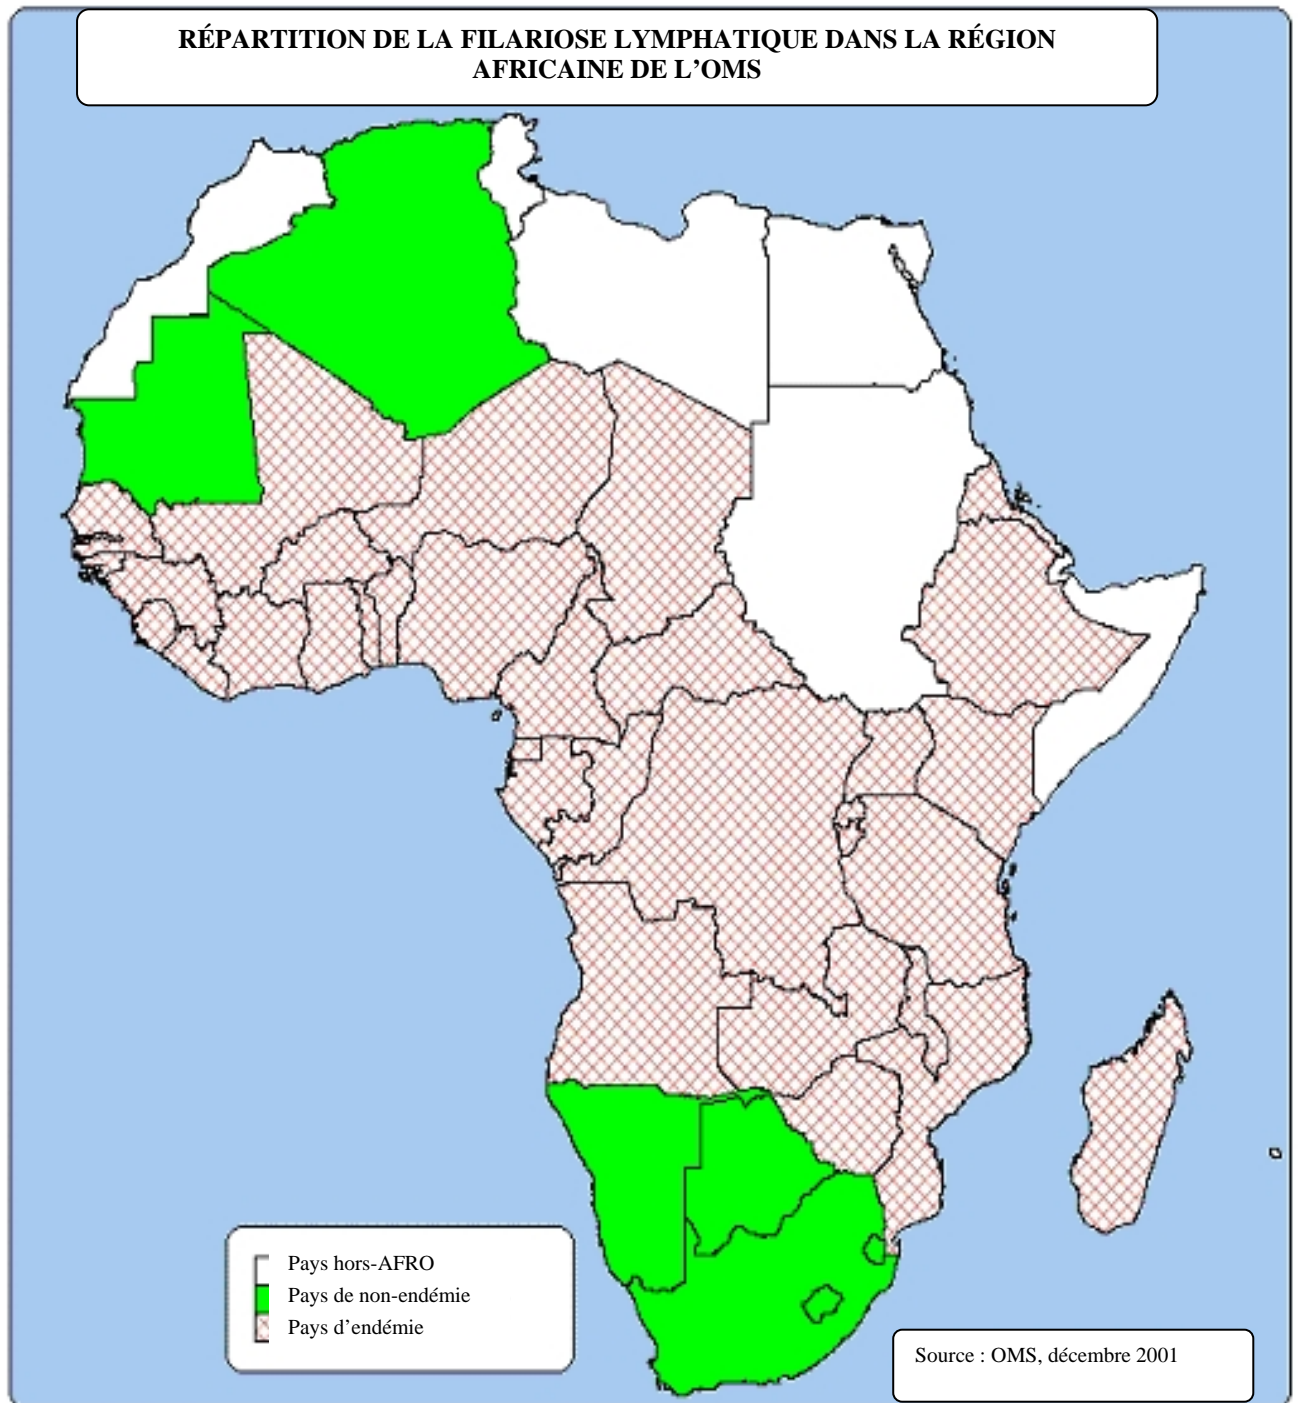 RÉPARTITION DE LA FILARIOSE LYMPHATIQUE DANS LA RÉGION
AFRICAINE DE L’OMS
Pays hors-AFRO
Pays de non-endémie
Pays d’endémie
Source : OMS, décembre 2001